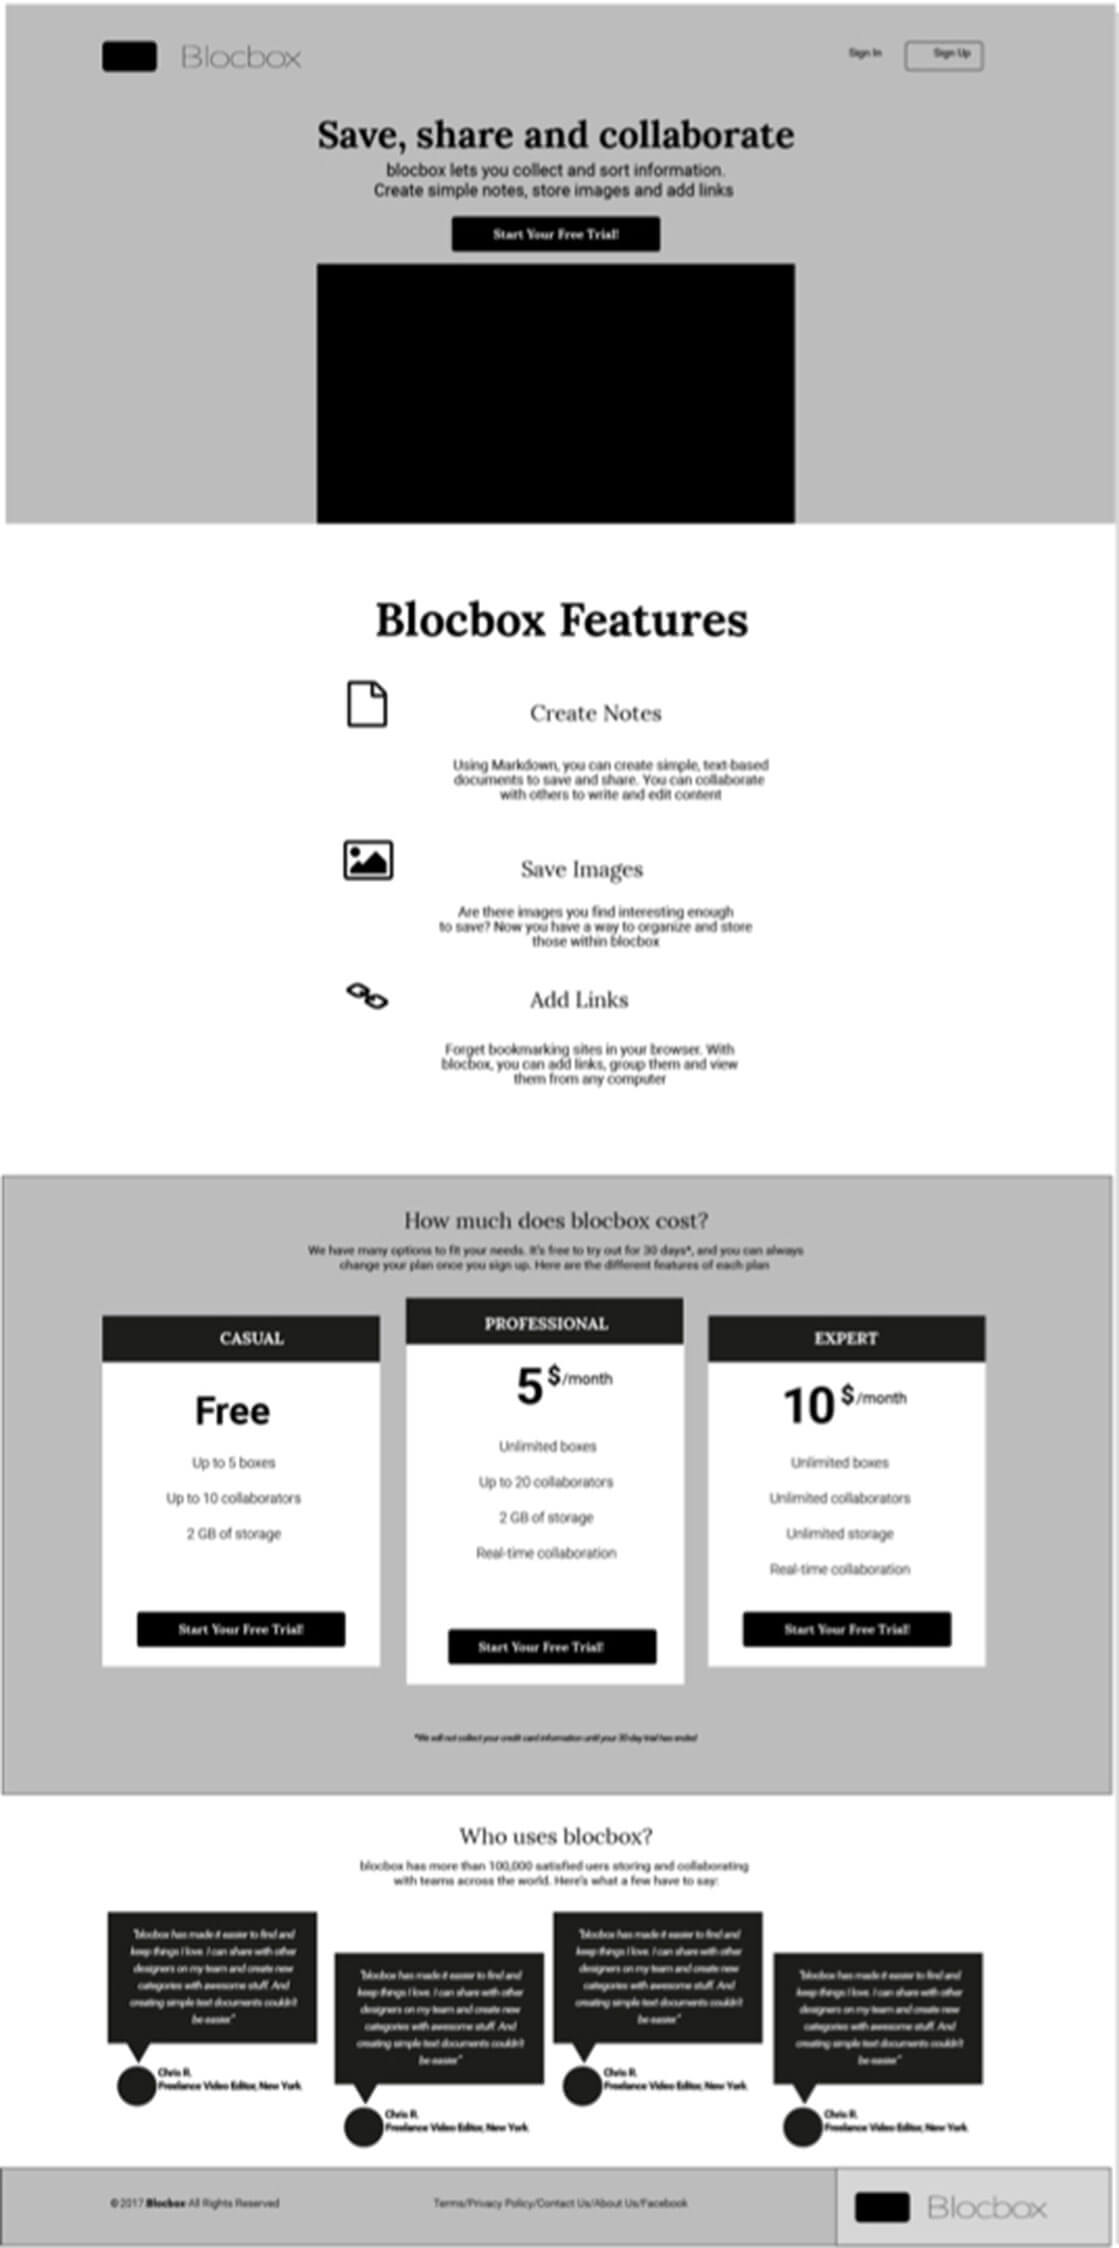 Blocbox
Sign In
Sign Up
Save, share and collaborate
blocbox lets you collect and sort information.
Create simple notes, store images and add links
Start Your Free Trial!
Blocbox Features
Create Notes
Using Markdown, you can create simple, text-based
documents to save and share. You can collaborate
with others to write and edit content
Save Images
Are there images you find interesting enough
to save? Now you have a way to organize and store
those within blocbox
Add Links
Forget bookmarking sites in your browser. With
blocbox, you can add links, group them and view
them from any computer
How much does blocbox cost?
We have many options to fit your needs. It's free to try out for 30 days*, and you can always
change your plan once you sign up. Here are the different features of each plan
CASUAL
Free
Up to 5 boxes
Up to 10 collaborators
2 GB of storage
Start Your Free Trial!
PROFESSIONAL
5$/month
Unlimited boxes
Up to 20 collaborators
2 GB of storage
Real-time collaboration
Start Your Free Trial!
EXPERT
10$/month
Unlimited boxes
Unlimited collaborators
Unlimited storage
Real-time collaboration
Start Your Free Trial!
*We will not collect your credit card information until your 30 day trial has ended
Who uses blocbox?
blocbox has more than 100,000 satisfied uers storing and collaborating
with teams across the world. Here's what a few have to say:
"blocbox has made it easier to find and
keep things I love. I can share with other
designers on my team and create new
categories with awesome stuff. And
creating simple text documents couldn't
be easier"
Chris R.
Freelance Video Editor, New York
"blocbox has made it easier to find and
keep things I love. I can share with other
designers on my team and create new
categories with awesome stuff. And
creating simple text documents couldn't
be easier"
Chris R.
Freelance Video Editor, New York
"blocbox has made it easier to find and
keep things I love. I can share with other
designers on my team and create new
categories with awesome stuff. And
creating simple text documents couldn't
be easier"
Chris R.
Freelance Video Editor, New York
"blocbox has made it easier to find and
keep things I love. I can share with other
designers on my team and create new
categories with awesome stuff. And
creating simple text documents couldn't
be easier"
Chris R.
Freelance Video Editor, New York
©2017 Blocbox All Rights Reserved
Terms/Privacy Policy/Contact Us/About Us/Facebook
Blocbox